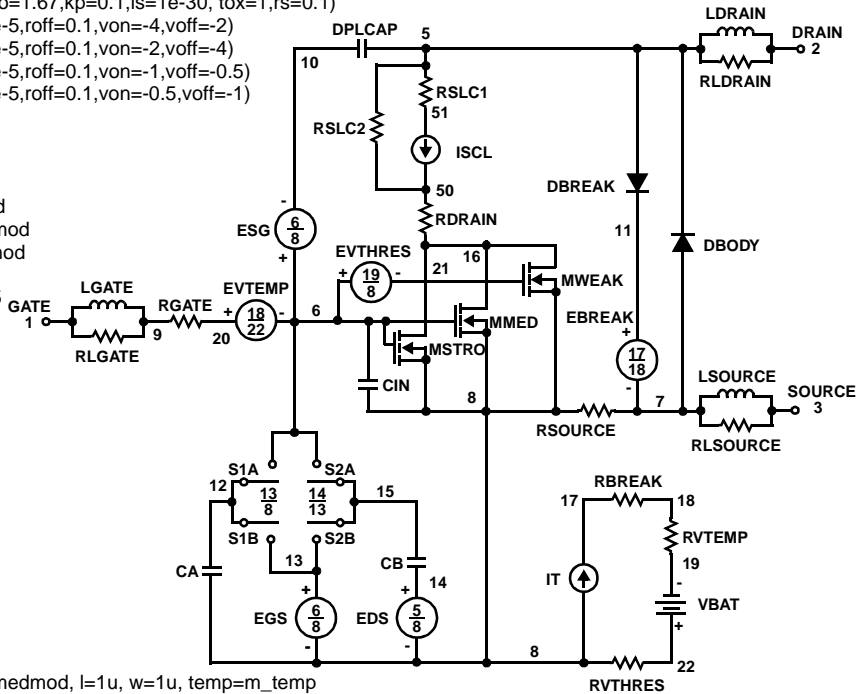 o=1.67,kp=0.1,is=1e-30, tox=1,rs=0.1)
e-5,roff=0.1,von=-4,voff=-2)
e-5,roff=0.1,von=-2,voff=-4)
e-5,roff=0.1,von=-1,voff=-0.5)
e-5,roff=0.1,von=-0.5,voff=-1)
LDRAIN
DPLCAP 5 DRAIN
10 2
RLDRAIN
RSLC1
51
RSLC2
ISCL
50
DBREAK
RDRAIN
ESG 6 8
- +
11
DBODY
EVTHRES
+ 19 8 -
21
16
MWEAK
LGATE
GATE
1
RLGATE
9
RGATE
20
EVTEMP
+ 18 22 -
6
MMED
MSTRO
EBREAK
+ 17 18 -
CIN
8
RSOURCE
7
LSOURCE
SOURCE
3
RLSOURCE
S1A S2A
12 13 8 14 13 15
S1B S2B
13
CA
CB
14
EGS + 6 8 -
EDS + 5 8 -
RBREAK
17 18
RVTEMP
19
IT
-
VBAT
+
8
22
RVTHRES
medmod, l=1u, w=1u, temp=m_temp